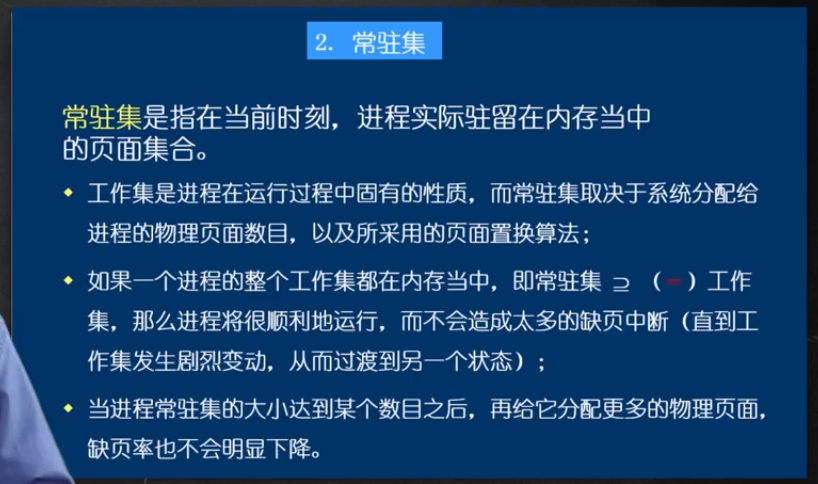 2. 常驻集
常驻集是指在当前时刻，进程实际驻留在内存当中
的页面集合。
工作集是进程在运行过程中固有的性质，而常驻集取决于系统分配给
进程的物理页面数目，以及所采用的页面置换算法；
如果一个进程的整个工作集都在内存当中，即常驻集 ⊇ （=）工作
集，那么进程将很顺利地运行，而不会造成太多的缺页中断（直到工
作集发生剧烈变动，从而过渡到另一个状态）；
当进程常驻集的大小达到某个数目之后，再给它分配更多的物理页面，
缺页率也不会明显下降。